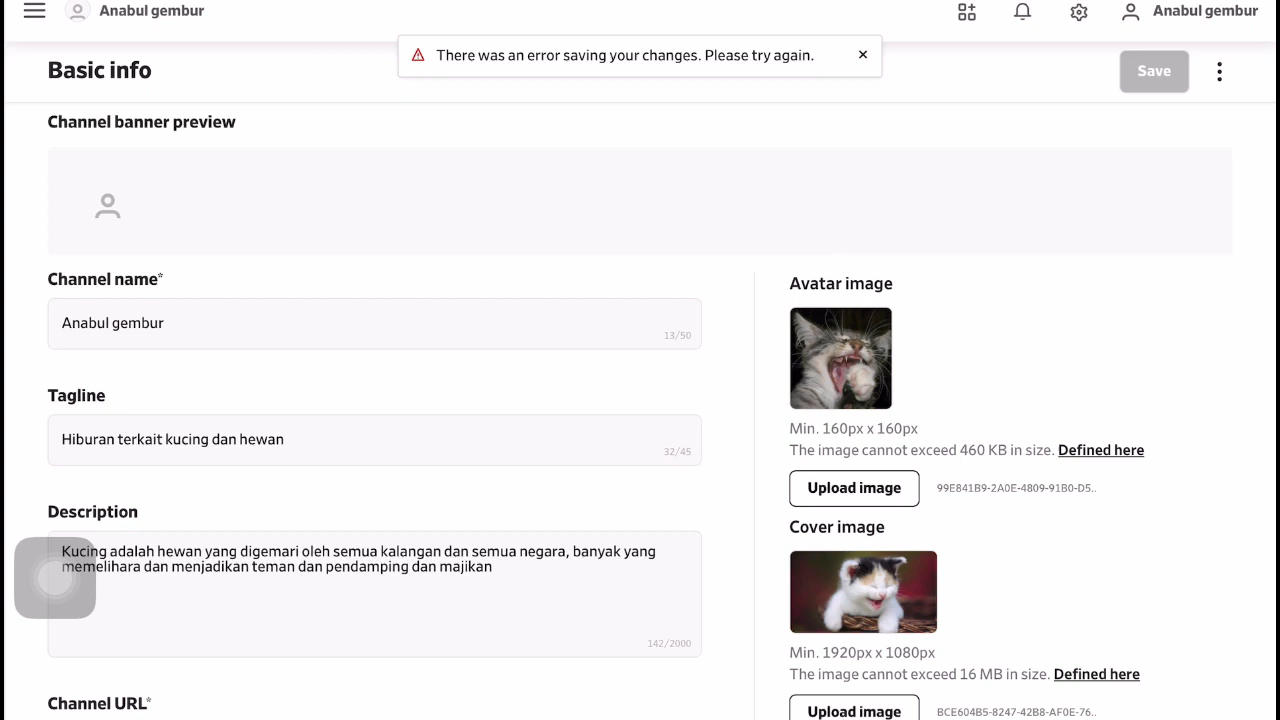 Anabul gembur
Anabul gembur
There was an error saving your changes. Please try again.
Basic info
Save
Channel banner preview
Channel name*
Anabul gembur
13/50
Tagline
Hiburan terkait kucing dan hewan
32/45
Description
Kucing adalah hewan yang digemari oleh semua kalangan dan semua negara, banyak yang
memelihara dan menjadikan teman dan pendamping dan majikan
142/2000
Channel URL*
Avatar image
Min. 160px x 160px
The image cannot exceed 460 KB in size. Defined here
Upload image
99E841B9-2A0E-4809-91B0-D5..
Cover image
Min. 1920px x 1080px
The image cannot exceed 16 MB in size. Defined here
Upload image
BCE604B5-8247-42B8-AF0E-76..